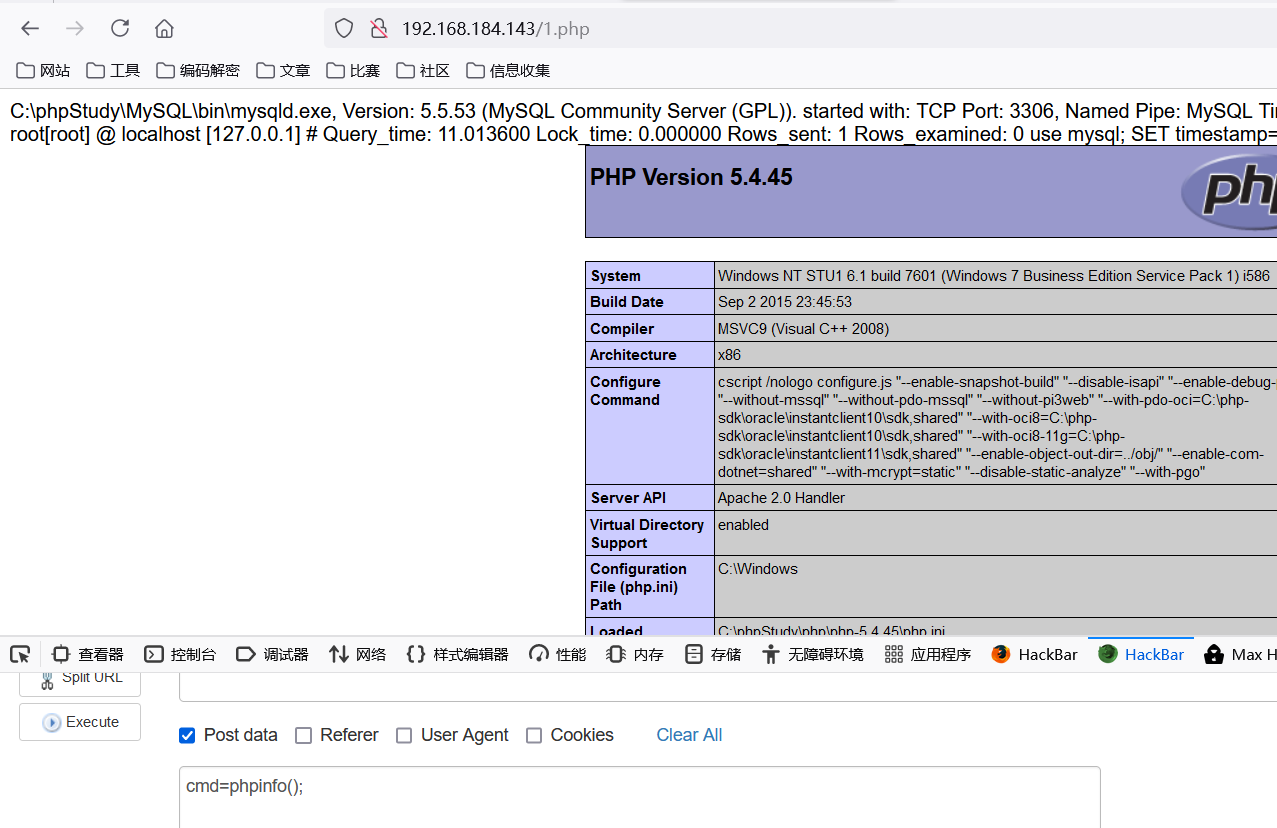 192.168.184.143/1.php
网站 工具 编码解密 文章 比赛 社区 信息收集
C:\phpStudy\MySQL\bin\mysqld.exe, Version: 5.5.53 (MySQL Community Server (GPL)). started with: TCP Port: 3306, Named Pipe: MySQL
root[root] @ localhost [127.0.0.1] # Query_time: 11.013600 Lock_time: 0.000000 Rows_sent: 1 Rows_examined: 0 use mysql; SET timestamp=
PHP Version 5.4.45
php
System Windows NT STU1 6.1 build 7601 (Windows 7 Business Edition Service Pack 1) i586
Build Date Sep 2 2015 23:45:53
Compiler MSVC9 (Visual C++ 2008)
Architecture x86
Configure cscript /nologo configure.js "--enable-snapshot-build" "--disable-isapi" "--enable-debug-
Command "--without-mssql" "--without-pdo-mssql" "--without-pi3web" "--with-pdo-oci=C:\php-
sdk\oracle\instantclient10\sdk,shared" "--with-oci8=C:\php-
sdk\oracle\instantclient10\sdk,shared" "--with-oci8-11g=C:\php-
sdk\oracle\instantclient11\sdk,shared" "--enable-object-out-dir=../obj/" "--enable-com-
dotnet=shared" "--with-mcrypt=static" "--disable-static-analyze" "--with-pgo"
Server API Apache 2.0 Handler
Virtual Directory enabled
Support
Configuration C:\Windows
File (php.ini)
Path
Loaded C:\phpStudy\php\php-5.4.45\php.ini
查看器 控制台 调试器 网络 样式编辑器 性能 内存 存储 无障碍环境 应用程序 HackBar HackBar Max H
Split URL
Execute
Post data Referer User Agent Cookies Clear All
cmd=phpinfo();